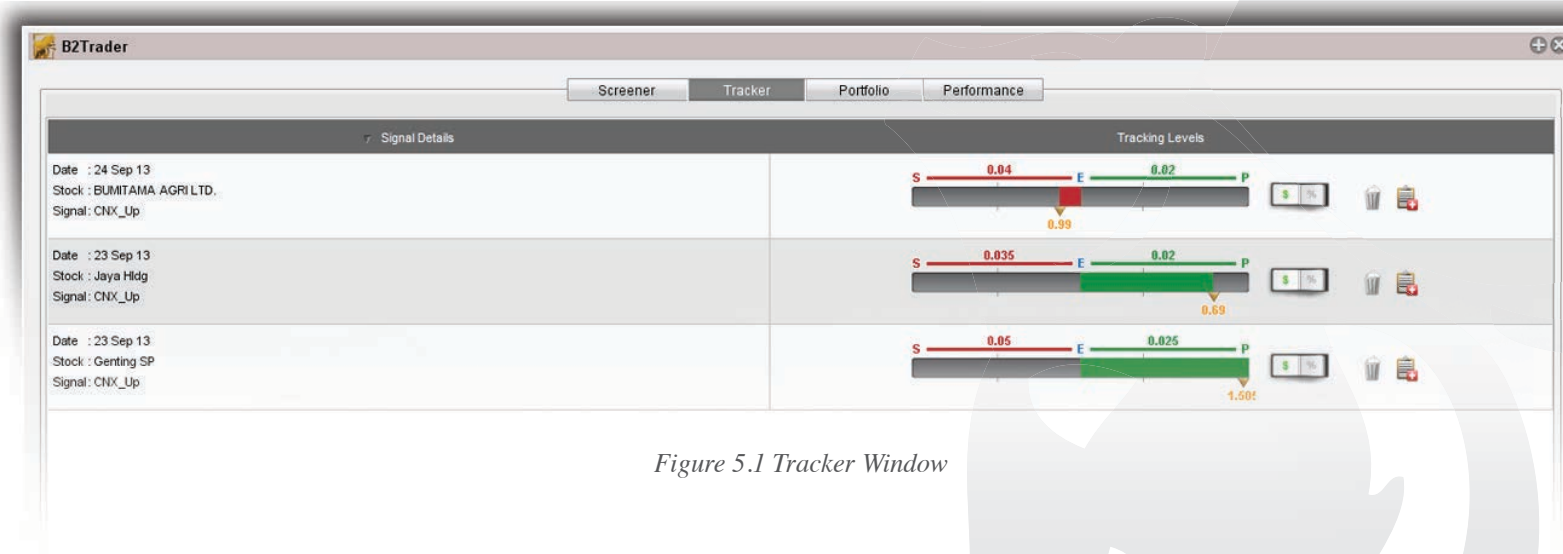 B2Trader
Screener Tracker Portfolio Performance
Signal Details Tracking Levels
Date : 24 Sep 13
Stock : BUMITAMA AGRI LTD.
Signal: CNX_Up
S 0.04 E 0.02 P
$ %
0.99
Date : 23 Sep 13
Stock : Jaya Hldg
Signal: CNX_Up
S 0.035 E 0.02 P
$ %
0.69
Date : 23 Sep 13
Stock : Genting SP
Signal: CNX_Up
S 0.05 E 0.025 P
$ %
1.505
Figure 5.1 Tracker Window